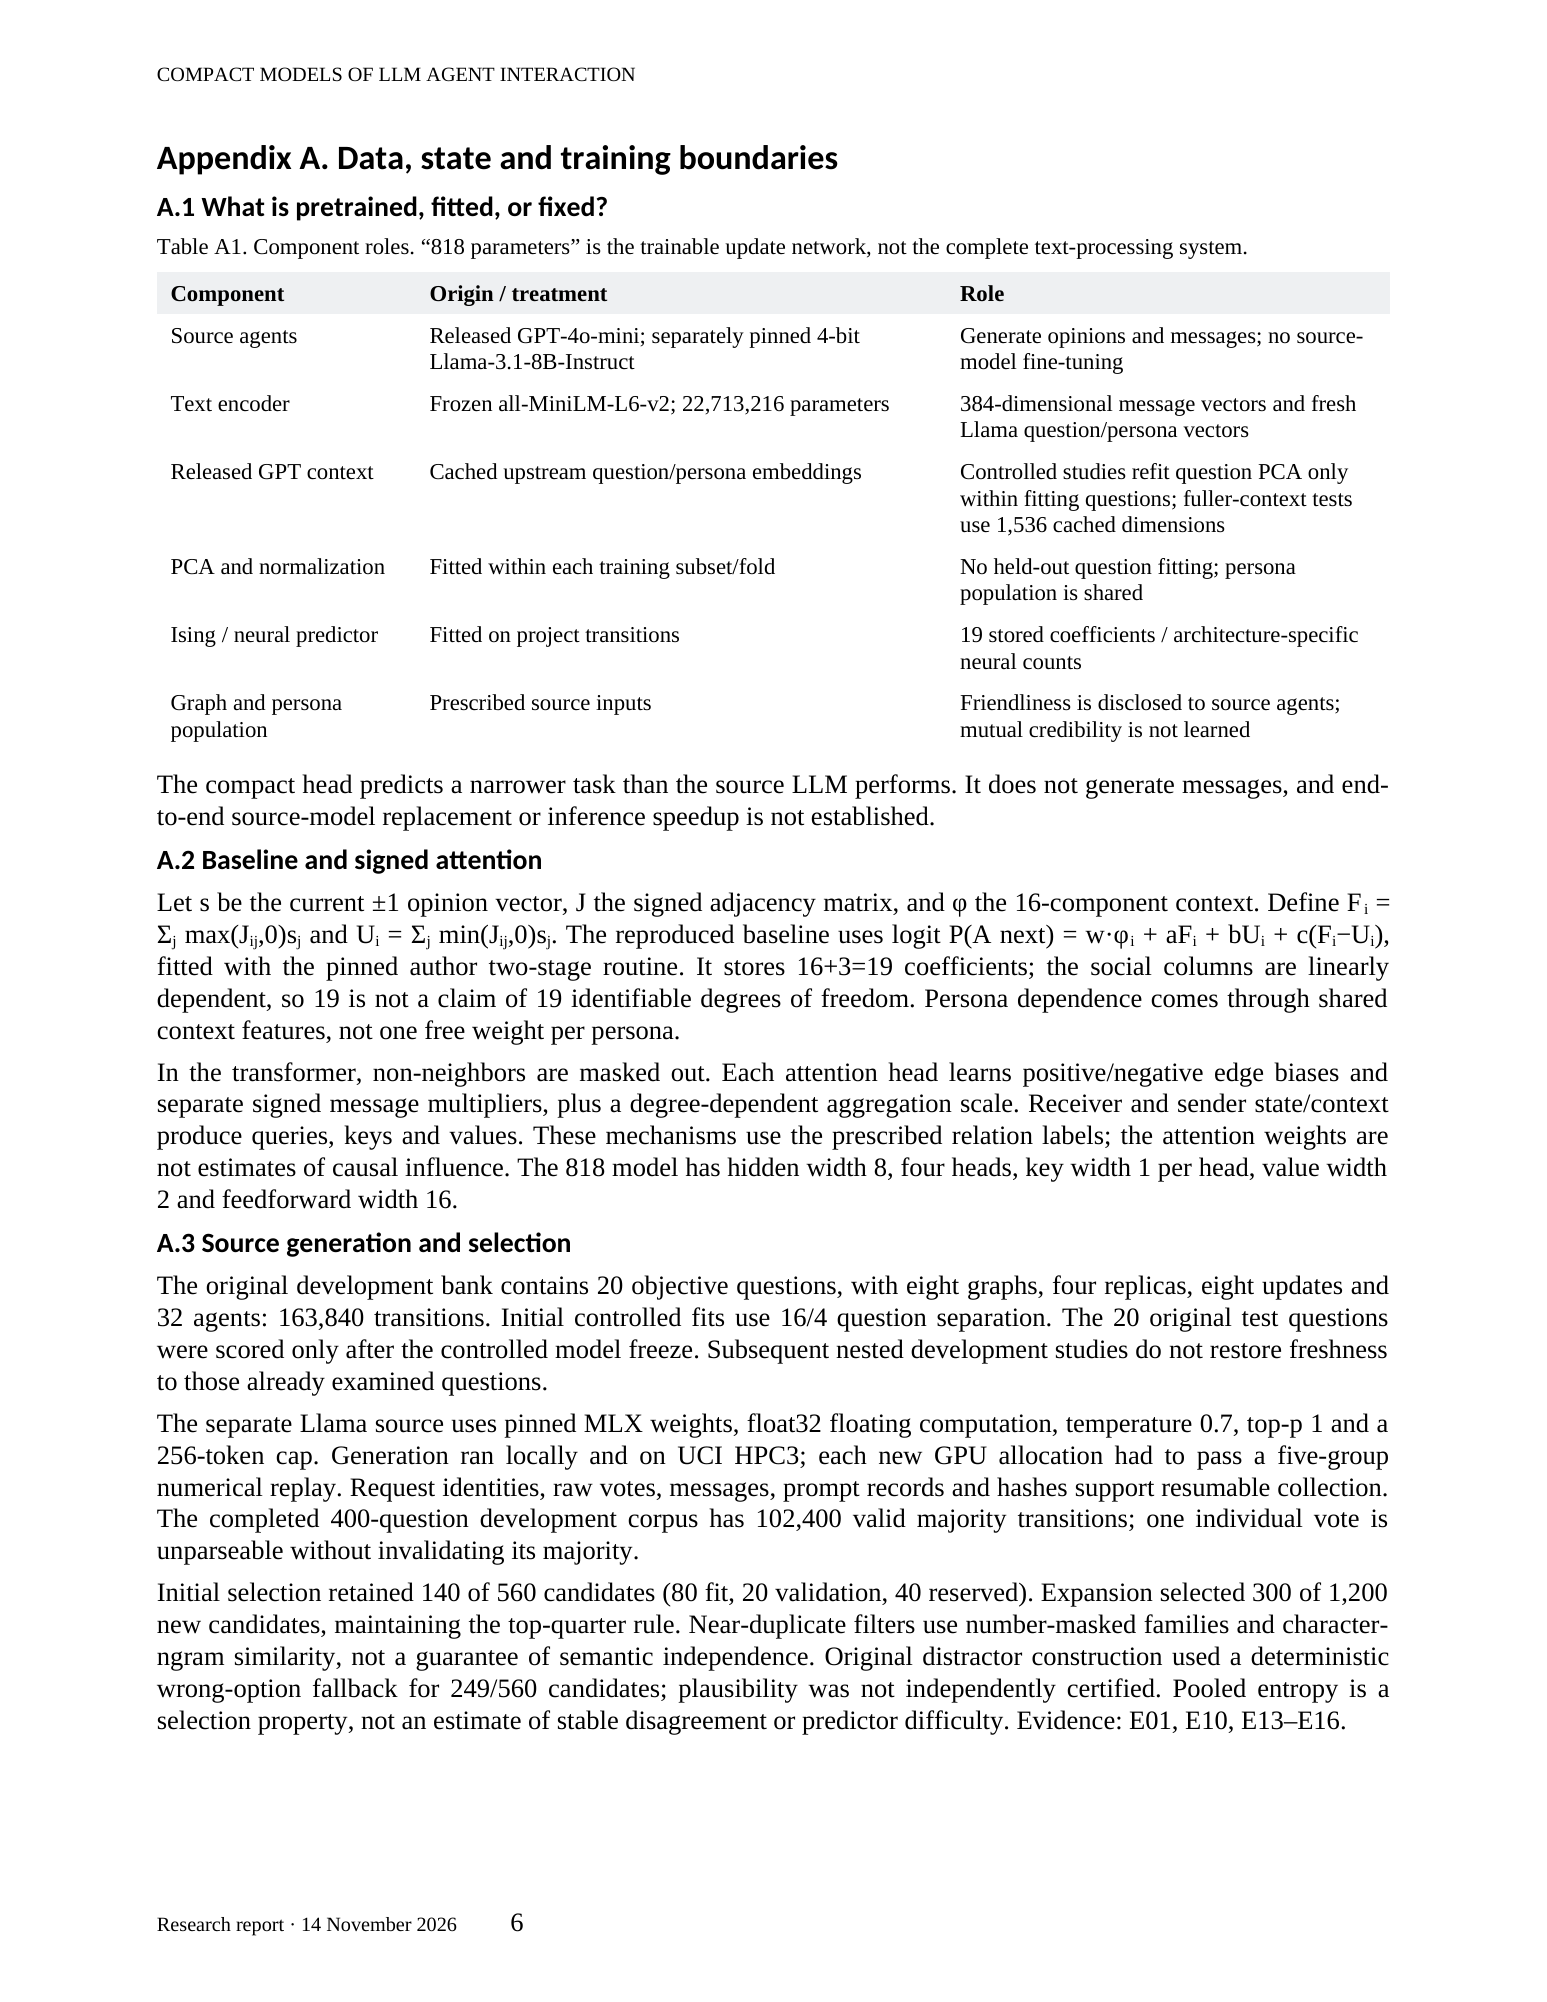 COMPACT MODELS OF LLM AGENT INTERACTION
Appendix A. Data, state and training boundaries
A.1 What is pretrained, fitted, or fixed?
Table A1. Component roles. “818 parameters” is the trainable update network, not the complete text-processing system.
Component Origin / treatment Role
Source agents Released GPT-4o-mini; separately pinned 4-bit Generate opinions and messages; no source-
Llama-3.1-8B-Instruct model fine-tuning
Text encoder Frozen all-MiniLM-L6-v2; 22,713,216 parameters 384-dimensional message vectors and fresh
Llama question/persona vectors
Released GPT context Cached upstream question/persona embeddings Controlled studies refit question PCA only
within fitting questions; fuller-context tests
use 1,536 cached dimensions
PCA and normalization Fitted within each training subset/fold No held-out question fitting; persona
population is shared
Ising / neural predictor Fitted on project transitions 19 stored coefficients / architecture-specific
neural counts
Graph and persona Prescribed source inputs Friendliness is disclosed to source agents;
population mutual credibility is not learned
The compact head predicts a narrower task than the source LLM performs. It does not generate messages, and end-
to-end source-model replacement or inference speedup is not established.
A.2 Baseline and signed attention
Let s be the current ±1 opinion vector, J the signed adjacency matrix, and φ the 16-component context. Define Fᵢ =
Σⱼ max(Jᵢⱼ,0)sⱼ and Uᵢ = Σⱼ min(Jᵢⱼ,0)sⱼ. The reproduced baseline uses logit P(A next) = w·φᵢ + aFᵢ + bUᵢ + c(Fᵢ−Uᵢ),
fitted with the pinned author two-stage routine. It stores 16+3=19 coefficients; the social columns are linearly
dependent, so 19 is not a claim of 19 identifiable degrees of freedom. Persona dependence comes through shared
context features, not one free weight per persona.
In the transformer, non-neighbors are masked out. Each attention head learns positive/negative edge biases and
separate signed message multipliers, plus a degree-dependent aggregation scale. Receiver and sender state/context
produce queries, keys and values. These mechanisms use the prescribed relation labels; the attention weights are
not estimates of causal influence. The 818 model has hidden width 8, four heads, key width 1 per head, value width
2 and feedforward width 16.
A.3 Source generation and selection
The original development bank contains 20 objective questions, with eight graphs, four replicas, eight updates and
32 agents: 163,840 transitions. Initial controlled fits use 16/4 question separation. The 20 original test questions
were scored only after the controlled model freeze. Subsequent nested development studies do not restore freshness
to those already examined questions.
The separate Llama source uses pinned MLX weights, float32 floating computation, temperature 0.7, top-p 1 and a
256-token cap. Generation ran locally and on UCI HPC3; each new GPU allocation had to pass a five-group
numerical replay. Request identities, raw votes, messages, prompt records and hashes support resumable collection.
The completed 400-question development corpus has 102,400 valid majority transitions; one individual vote is
unparseable without invalidating its majority.
Initial selection retained 140 of 560 candidates (80 fit, 20 validation, 40 reserved). Expansion selected 300 of 1,200
new candidates, maintaining the top-quarter rule. Near-duplicate filters use number-masked families and character-
ngram similarity, not a guarantee of semantic independence. Original distractor construction used a deterministic
wrong-option fallback for 249/560 candidates; plausibility was not independently certified. Pooled entropy is a
selection property, not an estimate of stable disagreement or predictor difficulty. Evidence: E01, E10, E13–E16.
Research report · 14 November 2026 6